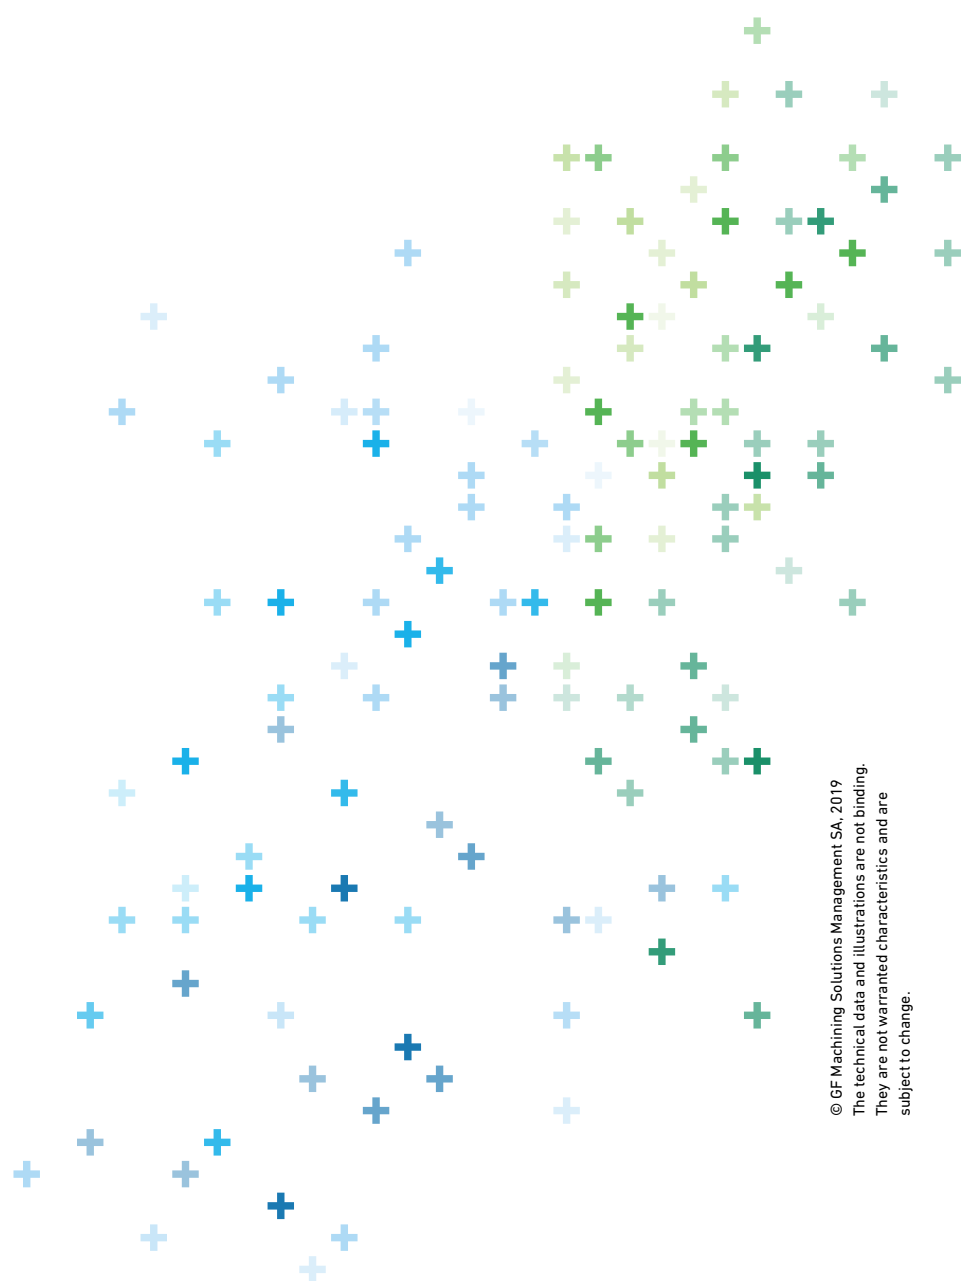 © GF Machining Solutions Management SA, 2019
The technical data and illustrations are not binding.
They are not warranted characteristics and are
subject to change.